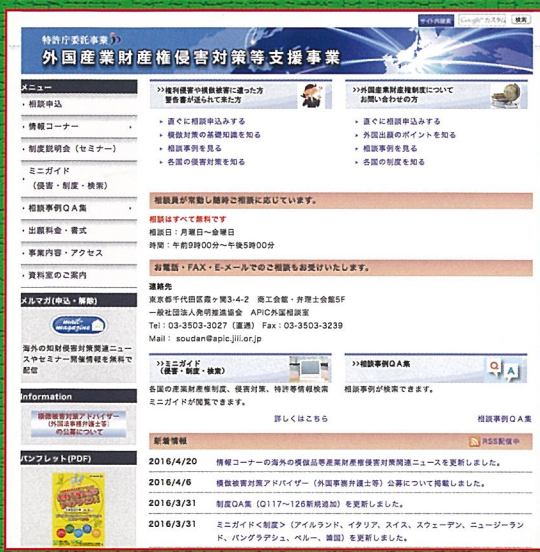 サイト内検索
Google™ カスタム
検索
特許庁委託事業
外国産業財産権侵害対策等支援事業
メニュー
・相談申込
・情報コーナー
・制度説明会（セミナー）
・ミニガイド
（侵害・制度・検索）
・相談事例ＱＡ集
・出願料金・書式
・事業内容・アクセス
・資料室のご案内
メルマガ(申込・解除)
mail-magazine
海外の知財侵害対策関連ニュー
スやセミナー開催情報を無料で
配信
Information
模倣被害対策アドバイザー
（外国法事務弁護士等）
の公募について
パンフレット(PDF)
>>権利侵害や模倣被害に遭った方
警告書が送られて来た方
▸ 直ぐに相談申込みする
▸ 模倣対策の基礎知識を知る
▸ 相談事例を見る
▸ 各国の侵害対策を知る
>>外国産業財産権制度について
お問い合わせの方
▸ 直ぐに相談申込みする
▸ 外国出願のポイントを知る
▸ 相談事例を見る
▸ 各国の制度を知る
相談員が常勤し随時ご相談に応じています。
相談はすべて無料です
相談日：月曜日～金曜日
時間：午前9時00分～午後5時00分
お電話・FAX・E-メールでのご相談もお受けいたします。
連絡先
東京都千代田区霞ヶ関3-4-2　商工会館・弁理士会館5F
一般社団法人発明推進協会　APIC外国相談室
Tel：03-3503-3027（直通） Fax：03-3503-3239
Mail： soudan@apic.jiii.or.jp
>>ミニガイド
（侵害・制度・検索）
各国の産業財産権制度、侵害対策、特許等情報検索
ミニガイドが閲覧できます。
詳しくはこちら
>>相談事例ＱＡ集
Q A
相談事例が検索できます。
相談事例ＱＡ集
新着情報
RSS配信中
2016/4/20 情報コーナーの海外の模倣品等産業財産権侵害対策関連ニュースを更新しました。
2016/4/6 模倣被害対策アドバイザー（外国事務弁護士等）公募について掲載しました。
2016/3/31 制度QA（Q117～126新規追加）を更新しました。
2016/3/31 ミニガイド＜制度＞（アイルランド、イタリア、スイス、スウェーデン、ニュージーラン
ド、バングラデシュ、ペルー、韓国）を更新しました。